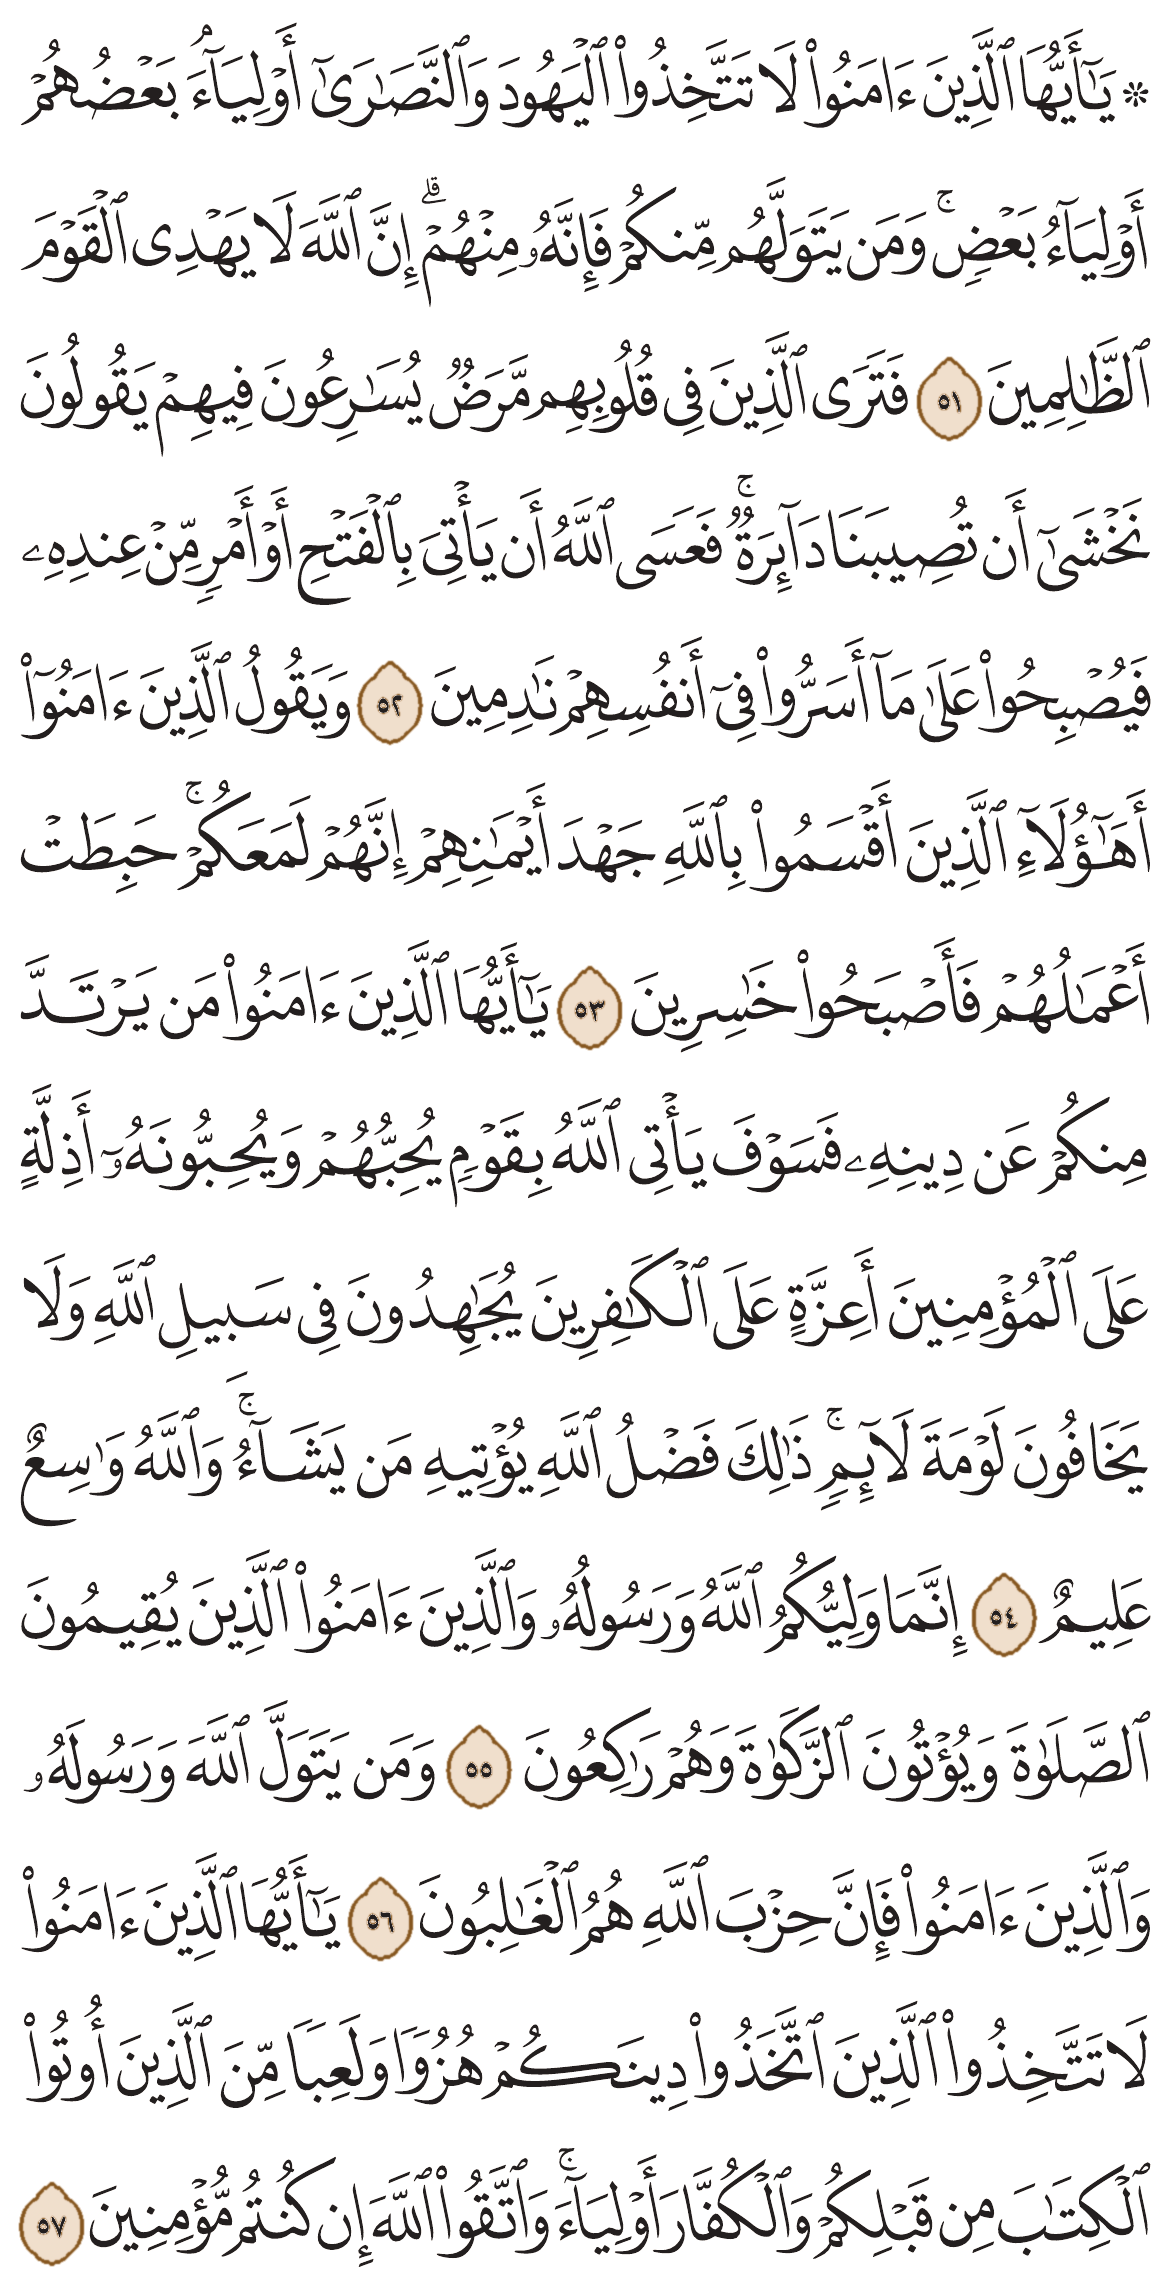 ۞ يَـٰٓأَيُّهَا ٱلَّذِينَ ءَامَنُوا۟ لَا تَتَّخِذُوا۟ ٱلۡيَهُودَ وَٱلنَّصَـٰرَىٰٓ أَوۡلِيَآءَۘ بَعۡضُهُمۡ
أَوۡلِيَآءُ بَعۡضٖۚ وَمَن يَتَوَلَّهُم مِّنكُمۡ فَإِنَّهُۥ مِنۡهُمۡۗ إِنَّ ٱللَّهَ لَا يَهۡدِى ٱلۡقَوۡمَ
ٱلظَّـٰلِمِينَ ٥١ فَتَرَى ٱلَّذِينَ فِى قُلُوبِهِم مَّرَضٞ يُسَـٰرِعُونَ فِيهِمۡ يَقُولُونَ
نَخۡشَىٰٓ أَن تُصِيبَنَا دَآئِرَةٞۚ فَعَسَى ٱللَّهُ أَن يَأۡتِىَ بِٱلۡفَتۡحِ أَوۡ أَمۡرٖ مِّنۡ عِندِهِۦ
فَيُصۡبِحُوا۟ عَلَىٰ مَآ أَسَرُّوا۟ فِىٓ أَنفُسِهِمۡ نَـٰدِمِينَ ٥٢ وَيَقُولُ ٱلَّذِينَ ءَامَنُوٓا۟
أَهَـٰٓؤُلَآءِ ٱلَّذِينَ أَقۡسَمُوا۟ بِٱللَّهِ جَهۡدَ أَيۡمَـٰنِهِمۡ إِنَّهُمۡ لَمَعَكُمۡۚ حَبِطَتۡ
أَعۡمَـٰلُهُمۡ فَأَصۡبَحُوا۟ خَـٰسِرِينَ ٥٣ يَـٰٓأَيُّهَا ٱلَّذِينَ ءَامَنُوا۟ مَن يَرۡتَدَّ
مِنكُمۡ عَن دِينِهِۦ فَسَوۡفَ يَأۡتِى ٱللَّهُ بِقَوۡمٖ يُحِبُّهُمۡ وَيُحِبُّونَهُۥٓ أَذِلَّةٍ
عَلَى ٱلۡمُؤۡمِنِينَ أَعِزَّةٍ عَلَى ٱلۡكَـٰفِرِينَ يُجَـٰهِدُونَ فِى سَبِيلِ ٱللَّهِ وَلَا
يَخَافُونَ لَوۡمَةَ لَآئِمٖۚ ذَٰلِكَ فَضۡلُ ٱللَّهِ يُؤۡتِيهِ مَن يَشَآءُۚ وَٱللَّهُ وَٰسِعٌ
عَلِيمٌ ٥٤ إِنَّمَا وَلِيُّكُمُ ٱللَّهُ وَرَسُولُهُۥ وَٱلَّذِينَ ءَامَنُوا۟ ٱلَّذِينَ يُقِيمُونَ
ٱلصَّلَوٰةَ وَيُؤۡتُونَ ٱلزَّكَوٰةَ وَهُمۡ رَٰكِعُونَ ٥٥ وَمَن يَتَوَلَّ ٱللَّهَ وَرَسُولَهُۥ
وَٱلَّذِينَ ءَامَنُوا۟ فَإِنَّ حِزۡبَ ٱللَّهِ هُمُ ٱلۡغَـٰلِبُونَ ٥٦ يَـٰٓأَيُّهَا ٱلَّذِينَ ءَامَنُوا۟
لَا تَتَّخِذُوا۟ ٱلَّذِينَ ٱتَّخَذُوا۟ دِينَكُمۡ هُزُوٗا وَلَعِبٗا مِّنَ ٱلَّذِينَ أُوتُوا۟
ٱلۡكِتَـٰبَ مِن قَبۡلِكُمۡ وَٱلۡكُفَّارَ أَوۡلِيَآءَۚ وَٱتَّقُوا۟ ٱللَّهَ إِن كُنتُم مُّؤۡمِنِينَ ٥٧